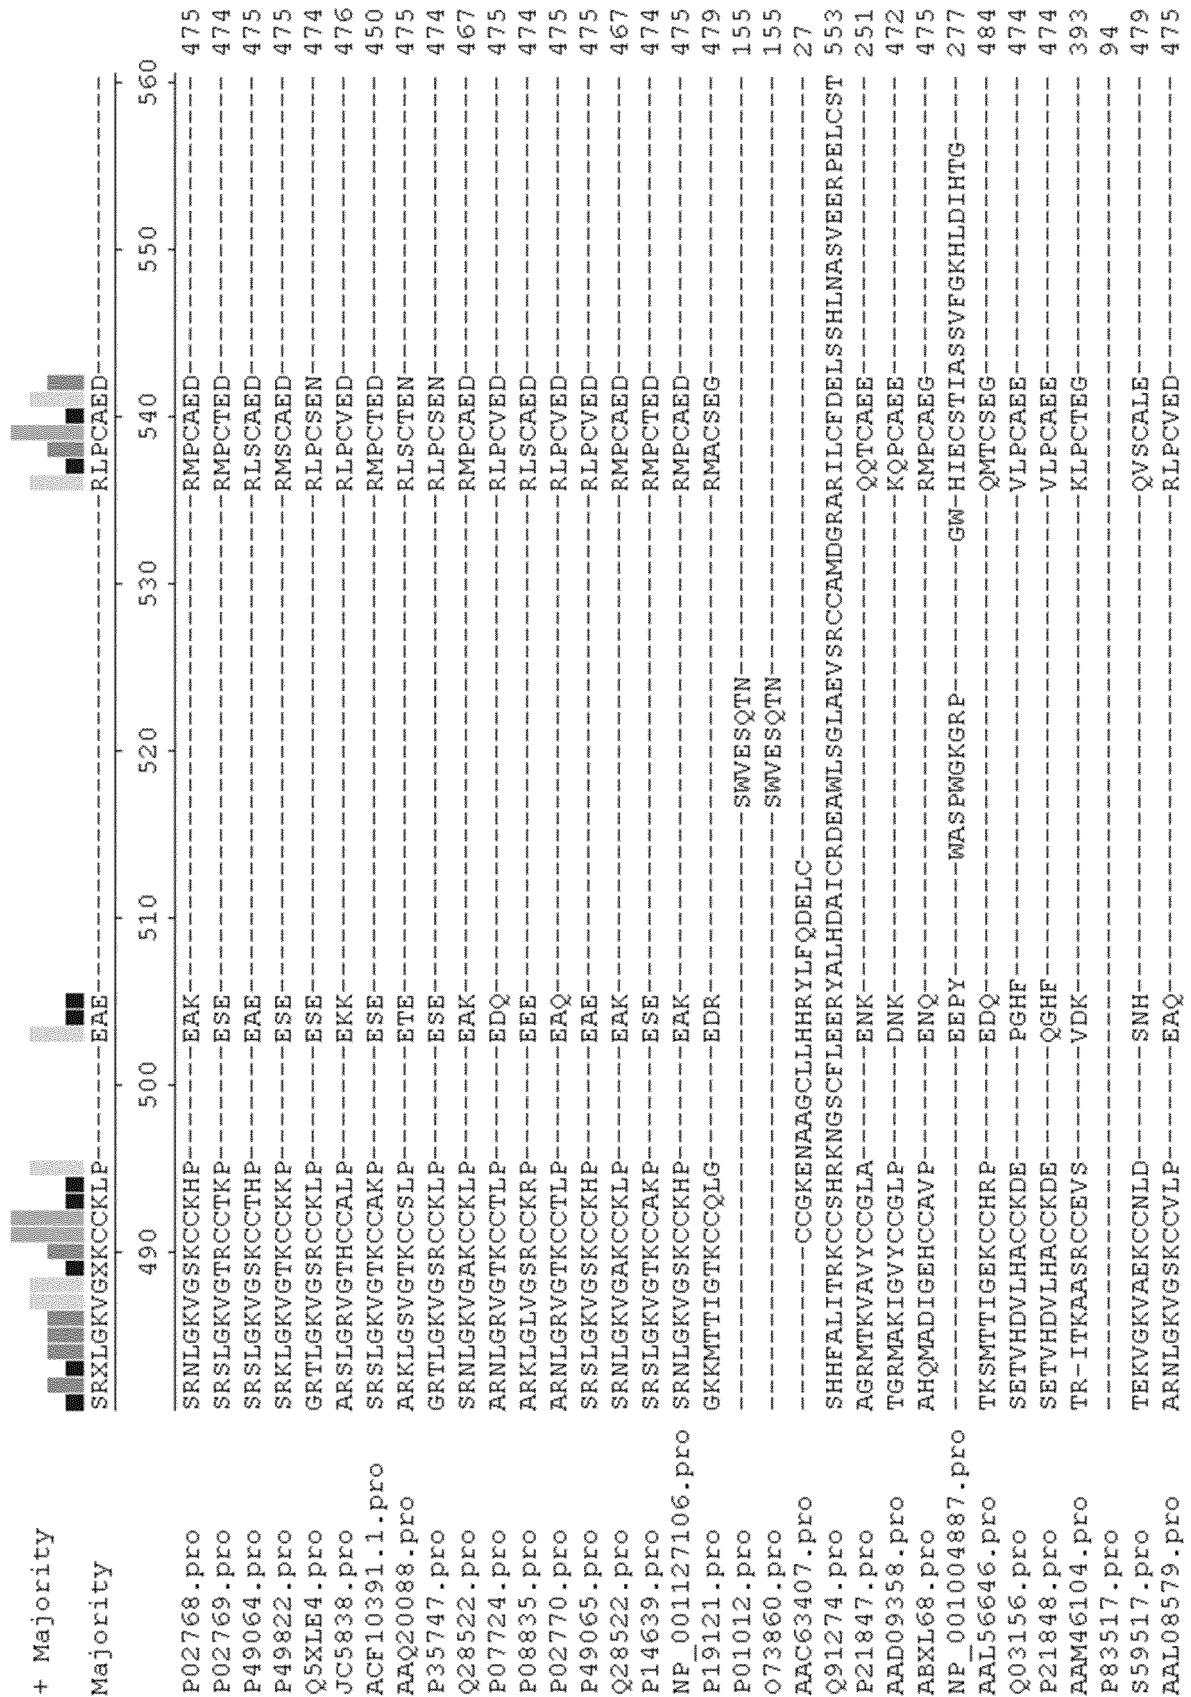 + Majority
Majority SRXLGKVGXKCCKLP-------EAE------------------------------RLPCAED------------------
490 500 510 520 530 540 550 560
P02768.pro SRNLGKVGSKCCKHP-------EAK------------------------------RMPCAED------------------ 475
P02769.pro SRSLGKVGTRCCTKP-------ESE------------------------------RMPCTED------------------ 474
P49064.pro SRSLGKVGSKCCTHP-------EAE------------------------------RLSCAED------------------ 475
P49822.pro SRKLGKVGTKCCKKP-------ESE------------------------------RMSCAED------------------ 475
Q5XLE4.pro GRTLGKVGSRCCKLP-------ESE------------------------------RLPCSEN------------------ 474
JC5838.pro ARSLGRVGTHCCALP-------EKK------------------------------RLPCVED------------------ 476
ACF10391.1.pro SRSLGKVGTKCCAKP-------ESE------------------------------RMPCTED------------------ 450
AAQ20088.pro ARKLGSVGTKCCSLP-------ETE------------------------------RLSCTEN------------------ 475
P35747.pro GRTLGKVGSRCCKLP-------ESE------------------------------RLPCSEN------------------ 474
Q28522.pro SRNLGKVGAKCCKLP-------EAK------------------------------RMPCAED------------------ 467
P07724.pro ARNLGRVGTKCCTLP-------EDQ------------------------------RLPCVED------------------ 475
P08835.pro ARKLGLVGSRCCKRP-------EEE------------------------------RLSCAED------------------ 474
P02770.pro ARNLGRVGTKCCTLP-------EAQ------------------------------RLPCVED------------------ 475
P49065.pro SRSLGKVGSKCCKHP-------EAE------------------------------RLPCVED------------------ 475
Q28522.pro SRNLGKVGAKCCKLP-------EAK------------------------------RMPCAED------------------ 467
P14639.pro SRSLGKVGTKCCAKP-------ESE------------------------------RMPCTED------------------ 474
NP_001127106.pro SRNLGKVGSKCCKHP-------EAK------------------------------RMPCAED------------------ 475
P19121.pro GKKMTTIGTKCCQLG-------EDR------------------------------RMACSEG------------------ 479
P01012.pro ------------------------------------SWVESQTN------------------------------------ 155
O73860.pro ------------------------------------SWVESQTN------------------------------------ 155
AAC63407.pro ----------CCGKENAAGCLLHHRYLFQDELC----------------------------------------------- 27
Q91274.pro SHHFALITRKCCSHRKNGSCFLEERYALHDAICRDEAWLSGLAEVSRCCAMDGRARILCFDELSSHLNASVEERPELCST 553
P21847.pro AGRMTKVAVYCCGLA-------ENK------------------------------QQTCAEE------------------ 251
AAD09358.pro TGRMAKIGVYCCGLP-------DNK------------------------------KQPCAEE------------------ 472
ABXL68.pro AHQMADIGEHCCAVP-------ENQ------------------------------RMPCAEG------------------ 475
NP_001004887.pro ----------------------EEPY-------WASPWGKGRP---------GW-HIECSTIASSVFGKHLDIHTG---- 277
AAL56646.pro TKSMTTIGEKCCHRP-------EDQ------------------------------QMTCSEG------------------ 484
Q03156.pro SETVHDVLHACCKDE-------PGHF-----------------------------VLPCAEE------------------ 474
P21848.pro SETVHDVLHACCKDE-------QGHF-----------------------------VLPCAEE------------------ 474
AAM46104.pro TR-ITKAASRCCEVS-------VDK------------------------------KLPCTEG------------------ 393
P83517.pro -------------------------------------------------------------------------------- 94
S59517.pro TEKVGKVAEKCCNLD-------SNH------------------------------QVSCALE------------------ 479
AAL08579.pro ARNLGKVGSKCCVLP-------EAQ------------------------------RLPCVED------------------ 475